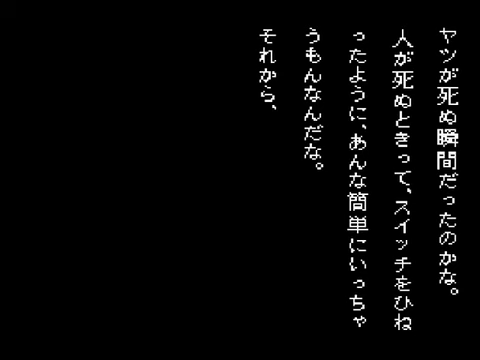 ヤツが死ぬ瞬間だったのかな。
人が死ぬときって、スイッチをひね
ったように、あんな簡単にいっちゃ
うもんなんだな。
それから、